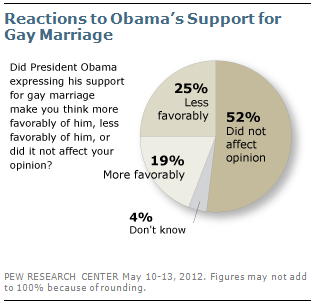 Reactions to Obama's Support for
Gay Marriage
Did President Obama
expressing his support
for gay marriage
make you think more
favorably of him, less
favorably of him, or
did it not affect your
opinion?
25%
Less
favorably
52%
Did not
affect
opinion
19%
More favorably
4%
Don't know
PEW RESEARCH CENTER May 10-13, 2012. Figures may not add
to 100% because of rounding.